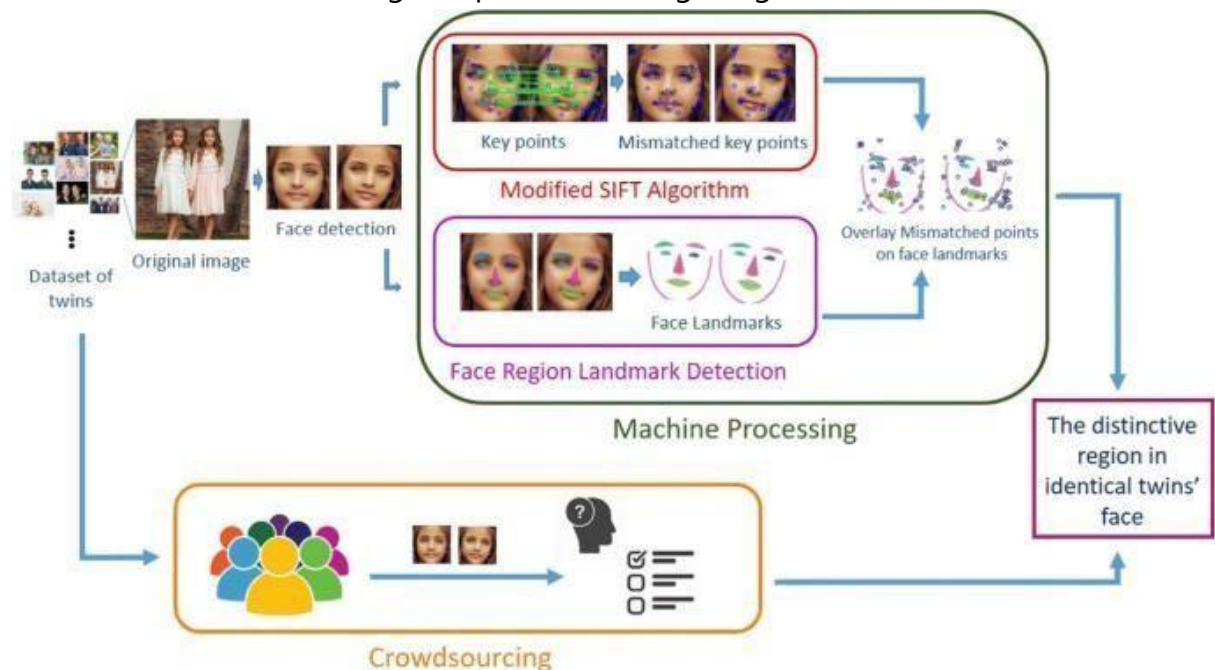 Key points
Mismatched key points
Modified SIFT Algorithm
Face detection
Original image
Dataset of
twins
Overlay Mismatched points
on face landmarks
Face Landmarks
Face Region Landmark Detection
Machine Processing
The distinctive
region in
identical twins’
face
?
Crowdsourcing